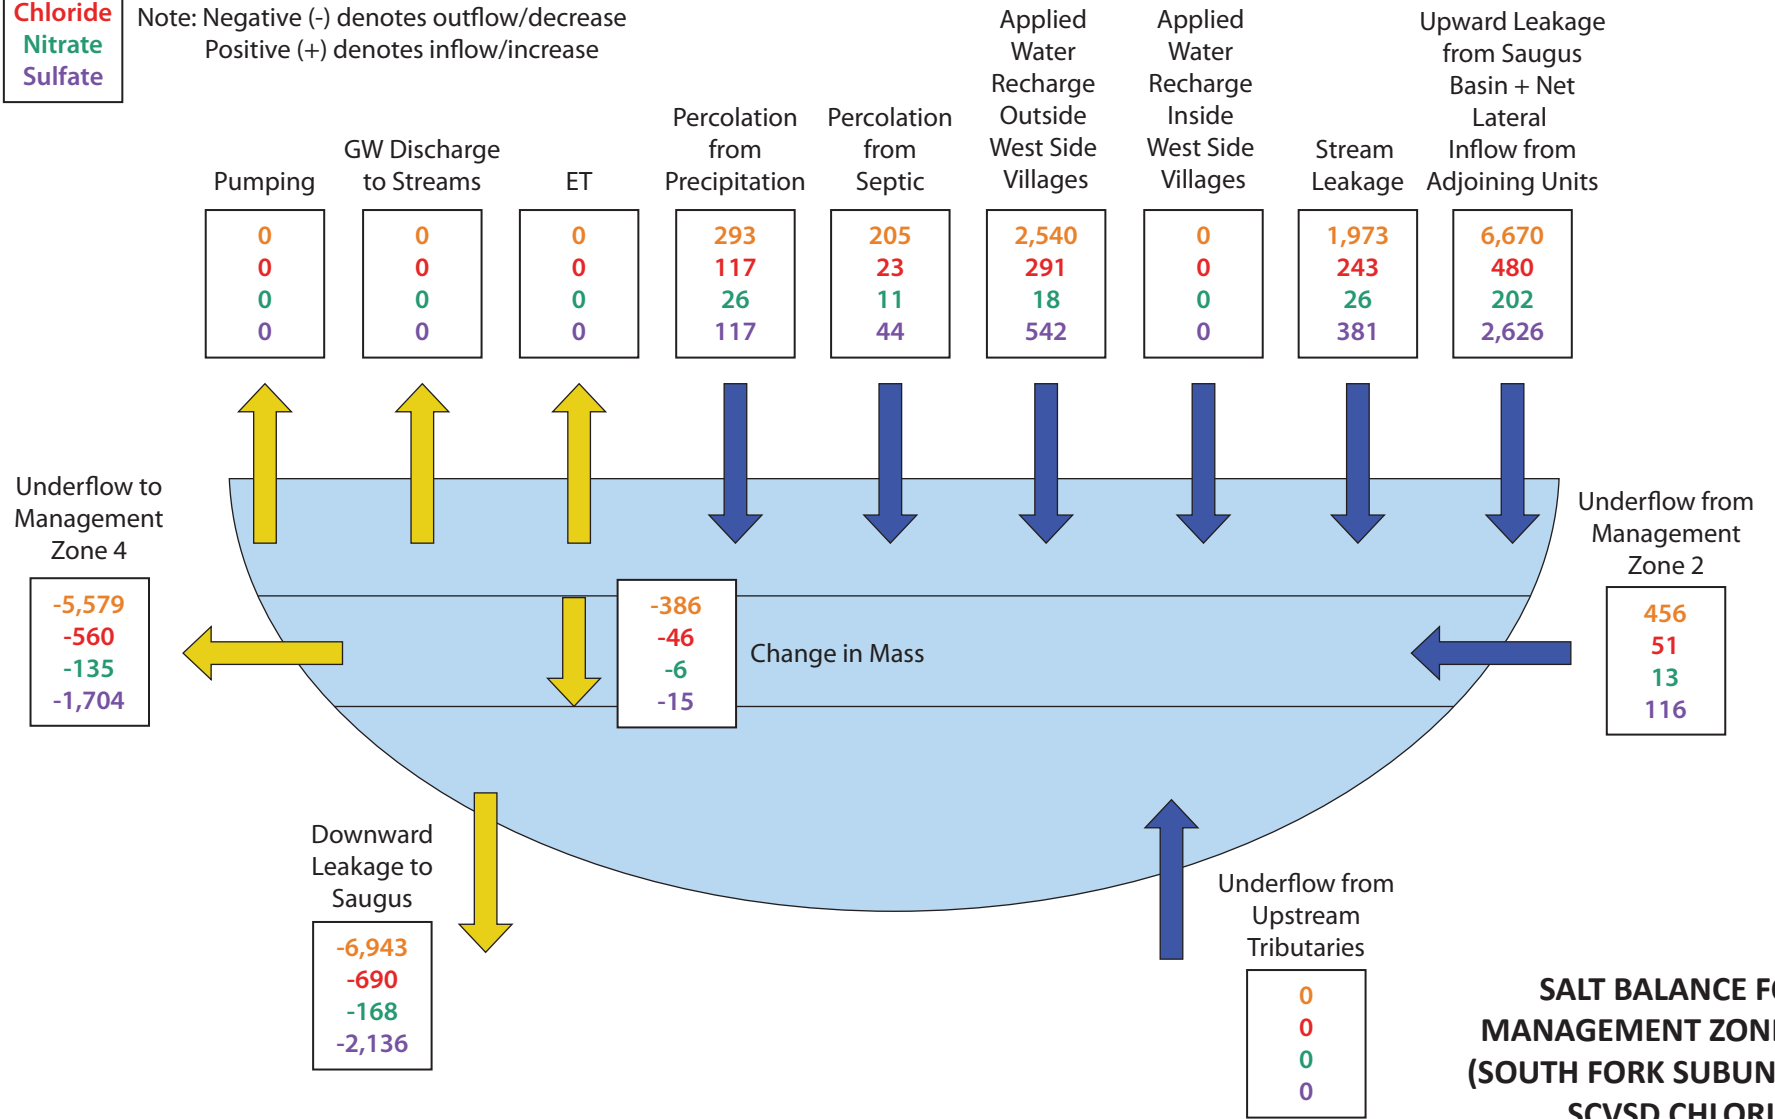 Chloride
Nitrate
Sulfate
Note: Negative (-) denotes outflow/decrease
Positive (+) denotes inflow/increase
Pumping
0
0
0
0
GW Discharge
to Streams
0
0
0
0
ET
0
0
0
0
Percolation
from
Precipitation
293
117
26
117
Percolation
from
Septic
205
23
11
44
Applied
Water
Recharge
Outside
West Side
Villages
2,540
291
18
542
Applied
Water
Recharge
Inside
West Side
Villages
0
0
0
0
Stream
Leakage
1,973
243
26
381
Upward Leakage
from Saugus
Basin + Net
Lateral
Inflow from
Adjoining Units
6,670
480
202
2,626
Underflow to
Management
Zone 4
-5,579
-560
-135
-1,704
-386
-46
-6
-15
Change in Mass
Underflow from
Management
Zone 2
456
51
13
116
Downward
Leakage to
Saugus
-6,943
-690
-168
-2,136
Underflow from
Upstream
Tributaries
0
0
0
0
SALT BALANCE
MANAGEMENT
(SOUTH FORK
SCVSD